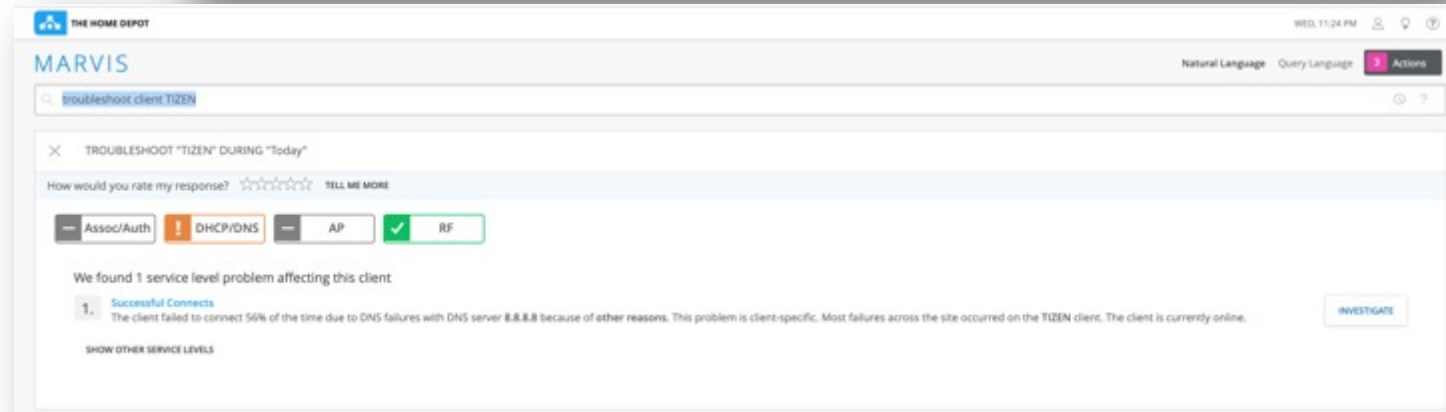 THE HOME DEPOT
WED, 11:24 PM
MARVIS
Natural Language Query Language 3 Actions
troubleshoot client TIZEN
TROUBLESHOOT "TIZEN" DURING "Today"
How would you rate my response? TELL ME MORE
Assoc/Auth ! DHCP/DNS AP RF
We found 1 service level problem affecting this client
1. Successful Connects
The client failed to connect 56% of the time due to DNS failures with DNS server 8.8.8.8 because of other reasons. This problem is client-specific. Most failures across the site occurred on the TIZEN client. The client is currently online.
INVESTIGATE
SHOW OTHER SERVICE LEVELS